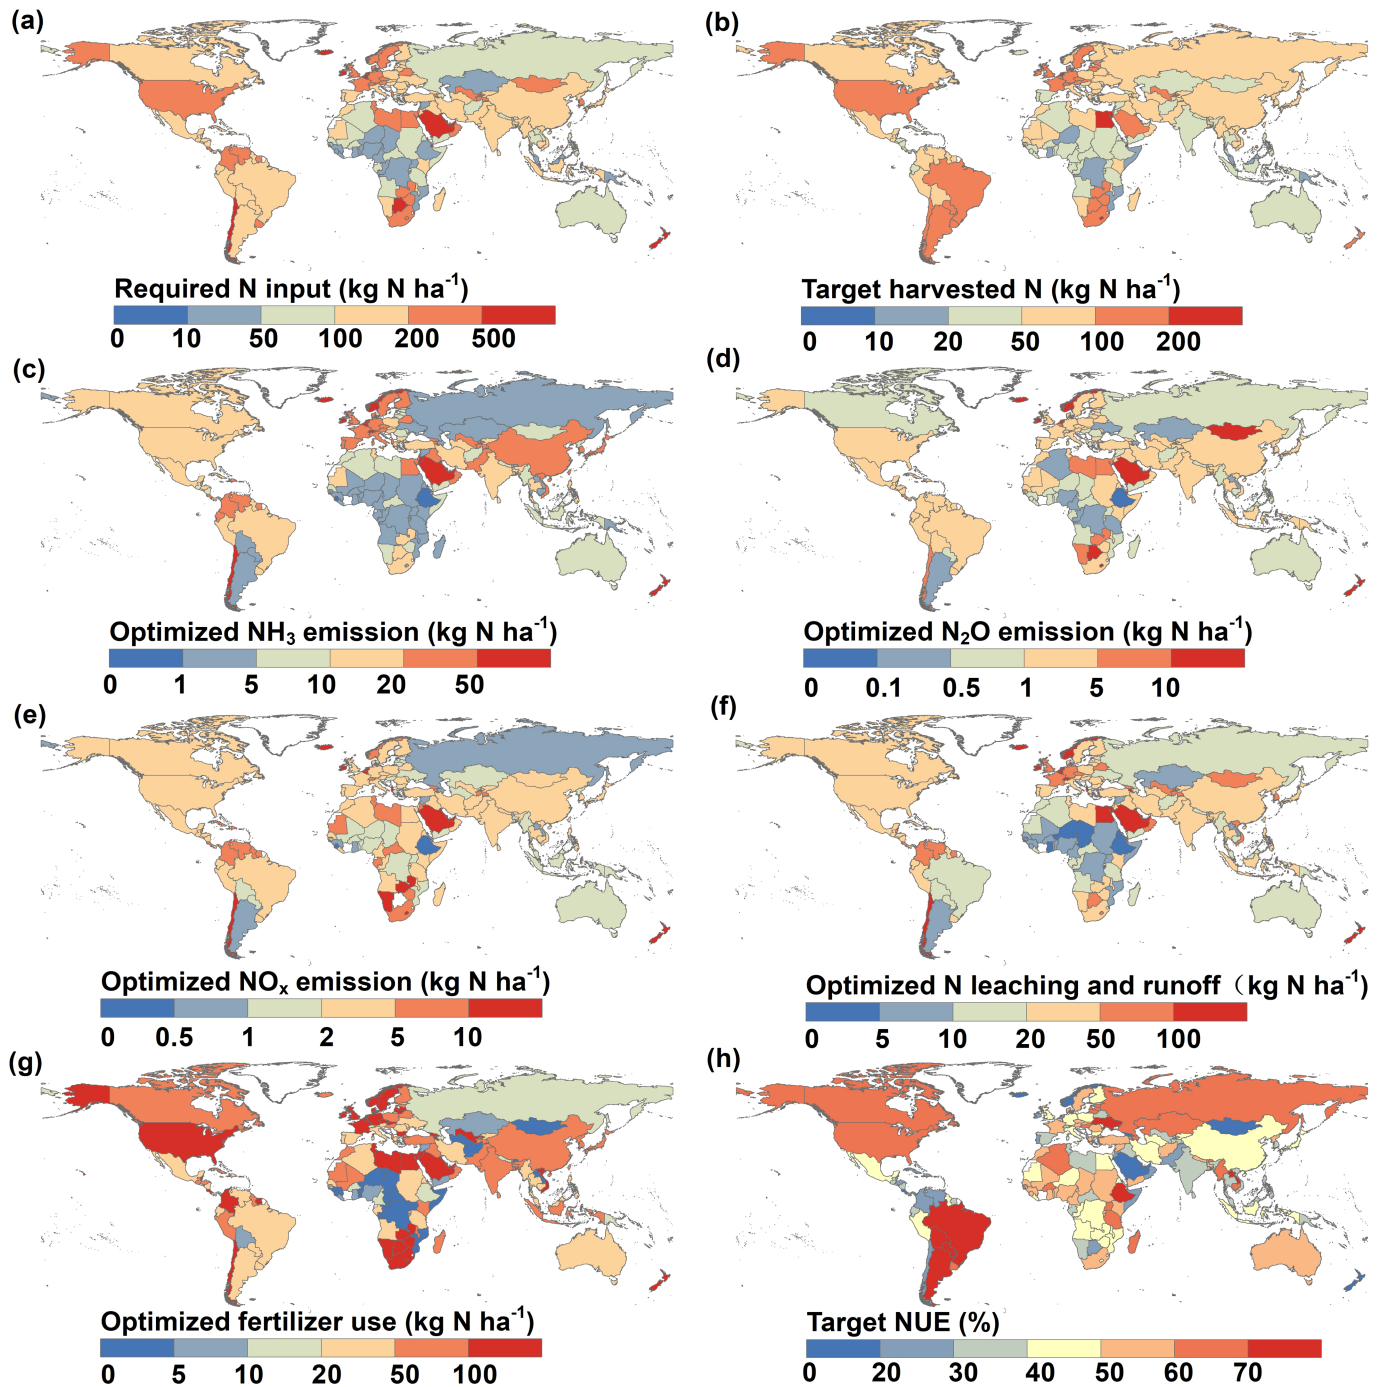 (a)
(b)
Required N input (kg N ha-1)
0 10 50 100 200 500
Target harvested N (kg N ha-1)
0 10 20 50 100 200
(c)
(d)
Optimized NH3 emission (kg N ha-1)
0 1 5 10 20 50
Optimized N2O emission (kg N ha-1)
0 0.1 0.5 1 5 10
(e)
(f)
Optimized NOx emission (kg N ha-1)
0 0.5 1 2 5 10
Optimized N leaching and runoff（kg N ha-1)
0 5 10 20 50 100
(g)
(h)
Optimized fertilizer use (kg N ha-1)
0 5 10 20 50 100
Target NUE (%)
0 20 30 40 50 60 70